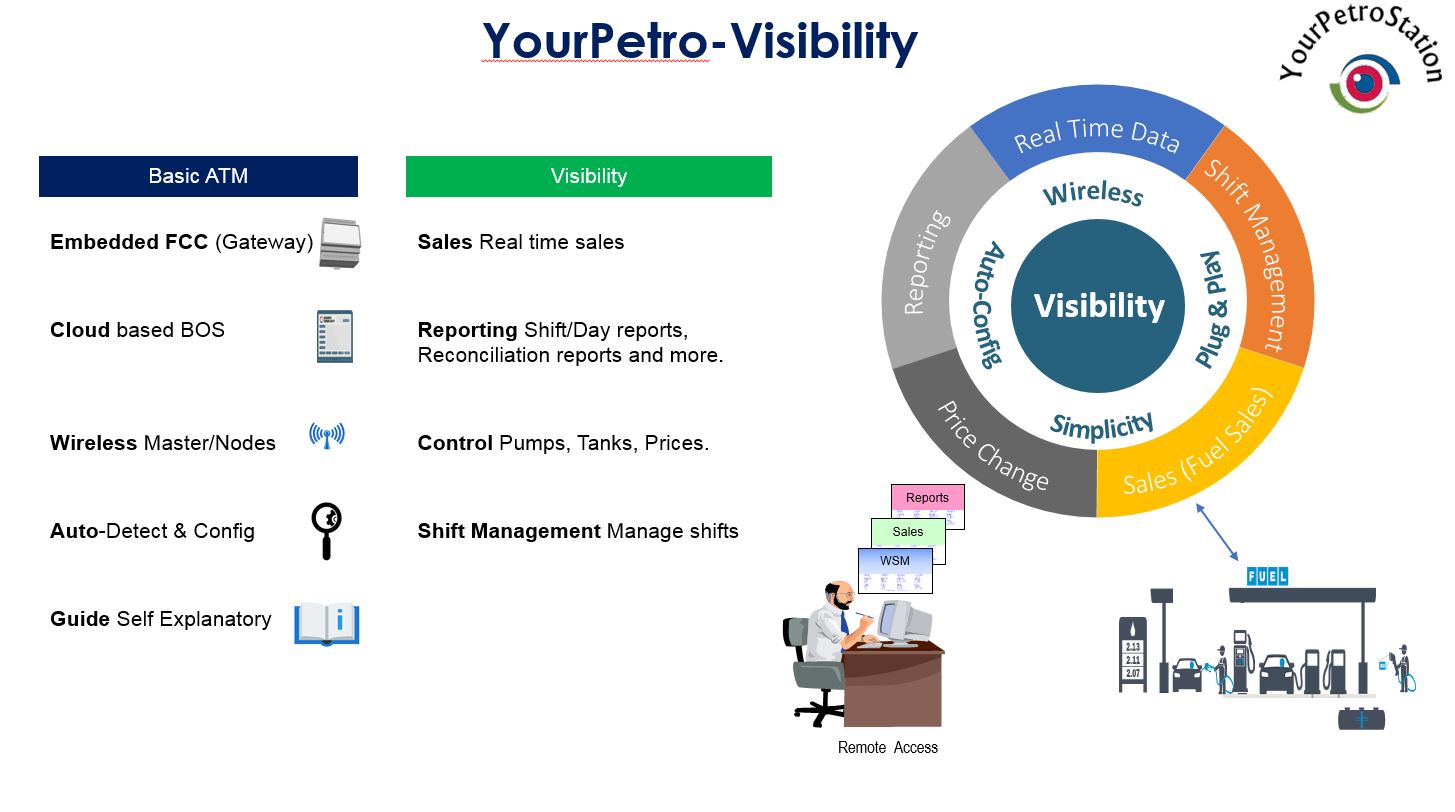 YourPetro-Visibility
YourPetroStation
Basic ATM
Embedded FCC (Gateway)
Cloud based BOS
Wireless Master/Nodes
Auto-Detect & Config
Guide Self Explanatory
Visibility
Sales Real time sales
Reporting Shift/Day reports,
Reconciliation reports and more.
Control Pumps, Tanks, Prices.
Shift Management Manage shifts
Real Time Data
Shift Management
Sales (Fuel Sales)
Price Change
Reporting
Wireless
Plug & Play
Simplicity
Auto-Config
Visibility
Reports
Sales
WSM
Remote Access
FUEL
2.13
2.11
2.07